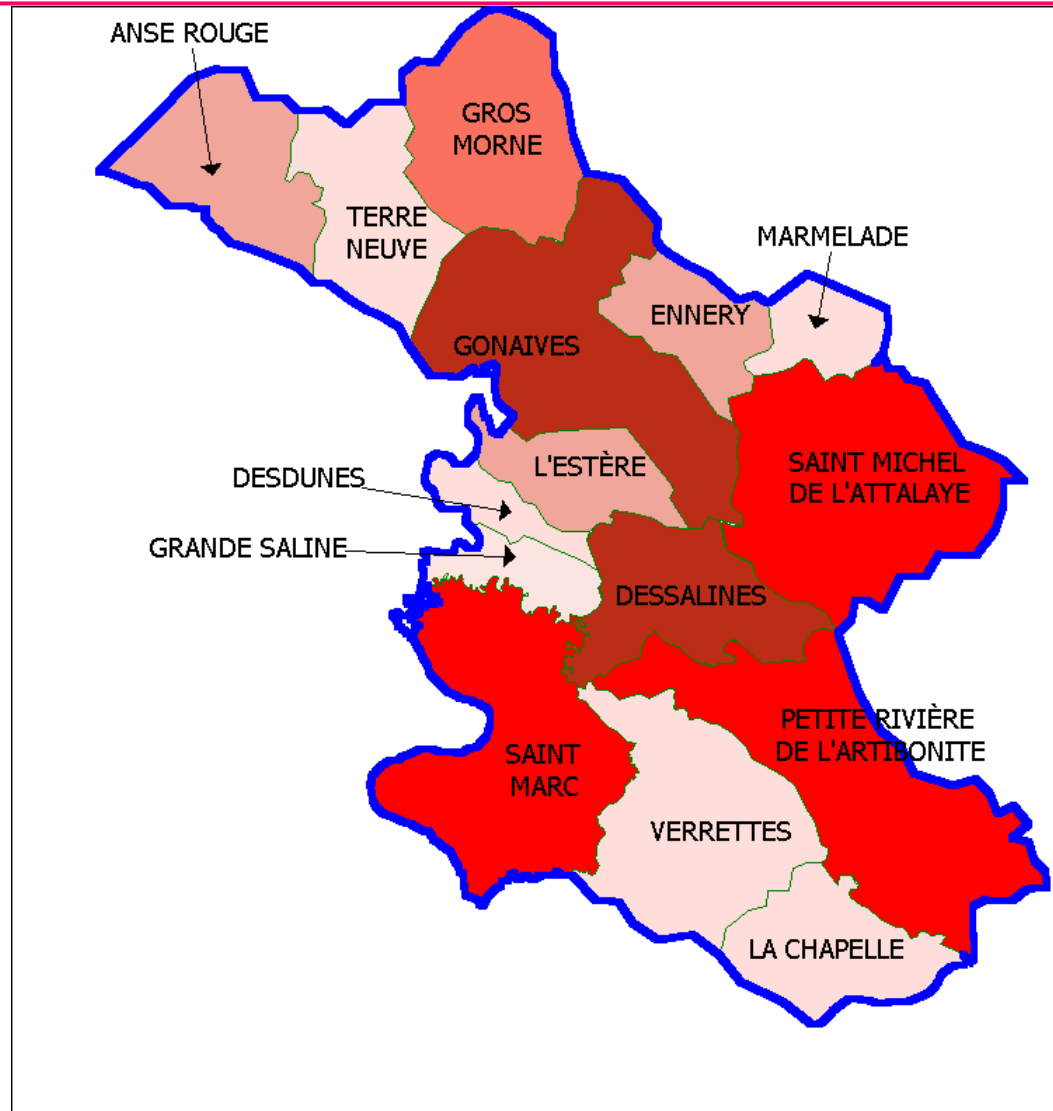 ANSE ROUGE
GROS
MORNE
TERRE
NEUVE
MARMELADE
ENNERY
GONAIVES
L'ESTÈRE
SAINT MICHEL
DE L'ATTALAYE
DESDUNES
GRANDE SALINE
DESSALINES
PETITE RIVIÈRE
DE L'ARTIBONITE
SAINT
MARC
VERRETTES
LA CHAPELLE